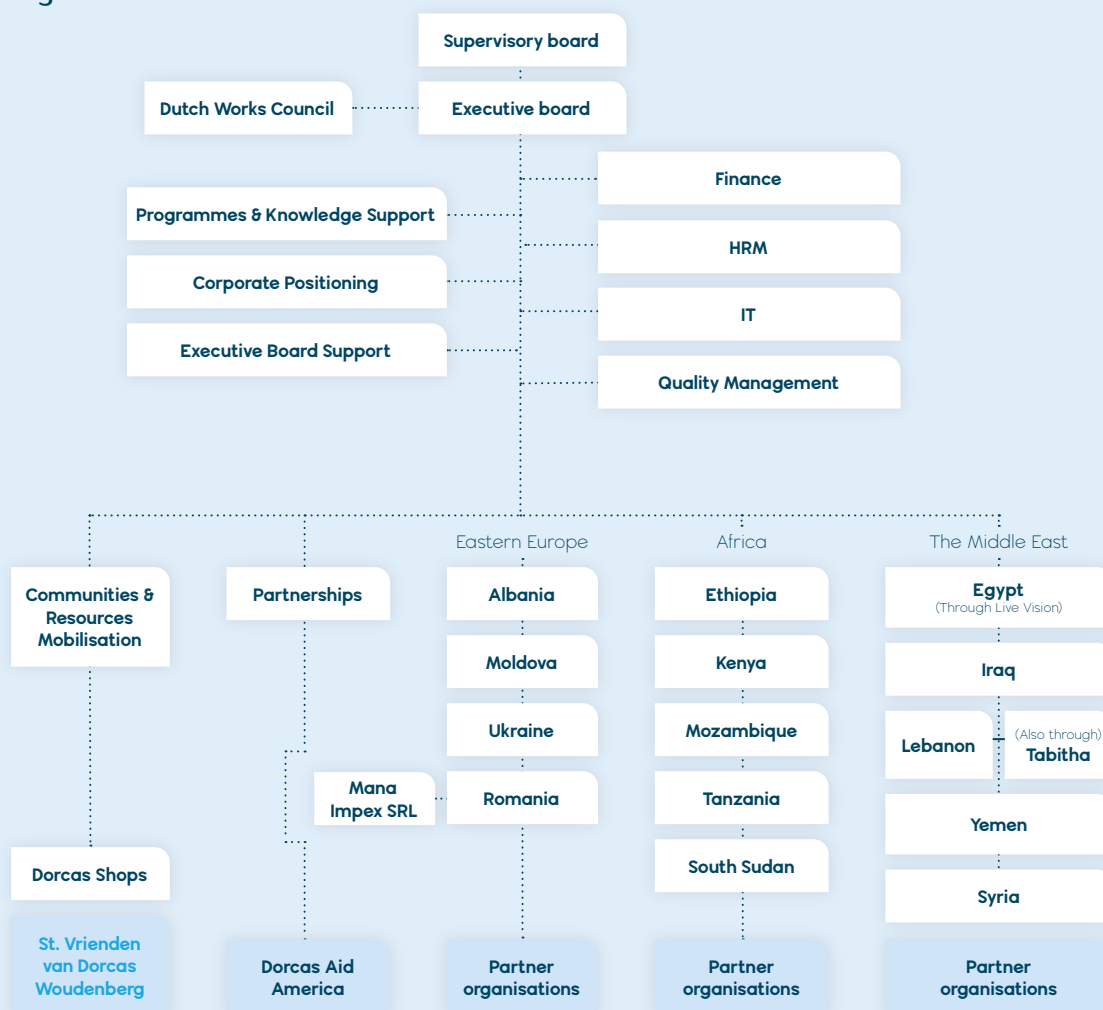 Supervisory board
Dutch Works Council
Executive board
Finance
Programmes & Knowledge Support
HRM
Corporate Positioning
IT
Executive Board Support
Quality Management
Eastern Europe
Africa
The Middle East
Communities &
Resources
Mobilisation
Partnerships
Albania
Ethiopia
Egypt
(Through Live Vision)
Moldova
Kenya
Iraq
Ukraine
Mozambique
Lebanon
(Also through)
Tabitha
Mana
Impex SRL
Romania
Tanzania
Yemen
Dorcas Shops
South Sudan
Syria
St. Vrienden
van Dorcas
Woudenberg
Dorcas Aid
America
Partner
organisations
Partner
organisations
Partner
organisations